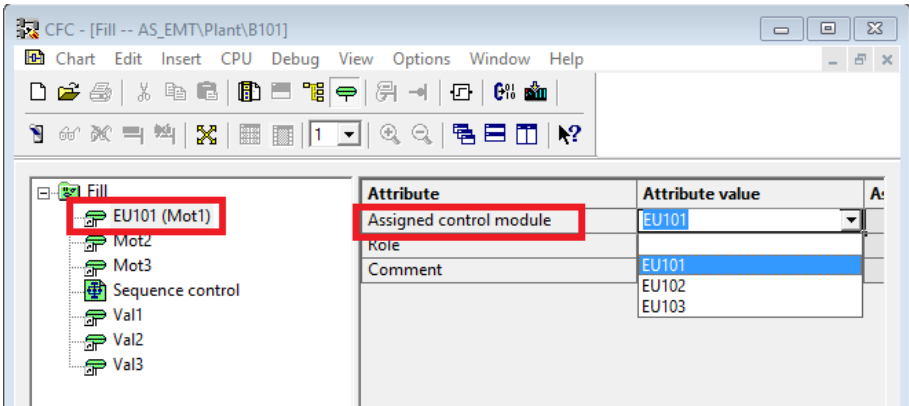 CFC - [Fill -- AS_EMT\Plant\B101]
Chart Edit Insert CPU Debug View Options Window Help
1
Fill
EU101 (Mot1)
Mot2
Mot3
Sequence control
Val1
Val2
Val3
Attribute Attribute value
Assigned control module EU101
Role
Comment
EU101
EU102
EU103